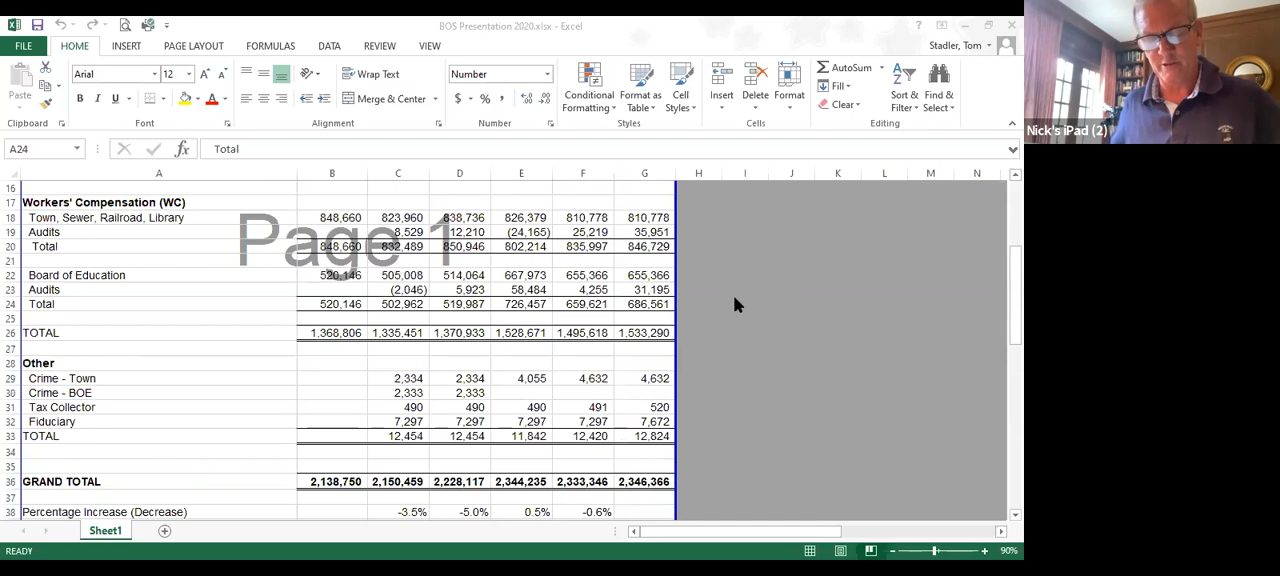 BOS Presentation 2020.xlsx - Excel
FILE HOME INSERT PAGE LAYOUT FORMULAS DATA REVIEW VIEW Stadler, Tom
Paste Arial 12 Wrap Text Number Conditional Formatting Format as Table Cell Styles Insert Delete Format AutoSum Fill Clear Sort & Filter Find & Select
B I U Merge & Center $ % ,
Clipboard Font Alignment Number Styles Cells Editing
Nick's iPad (2)
A24 fx Total
A B C D E F G H I J K L M N
16
17 Workers' Compensation (WC)
18 Town, Sewer, Railroad, Library 848,660 823,960 838,736 826,379 810,778 810,778
19 Audits 8,529 12,210 (24,165) 25,219 35,951
Page 1
20 Total 848,660 832,489 850,946 802,214 835,997 846,729
21
22 Board of Education 520,146 505,008 514,064 667,973 655,366 655,366
23 Audits (2,046) 5,923 58,484 4,255 31,195
24 Total 520,146 502,962 519,987 726,457 659,621 686,561
25
26 TOTAL 1,368,806 1,335,451 1,370,933 1,528,671 1,495,618 1,533,290
27
28 Other
29 Crime - Town 2,334 2,334 4,055 4,632 4,632
30 Crime - BOE 2,333 2,333
31 Tax Collector 490 490 490 491 520
32 Fiduciary 7,297 7,297 7,297 7,297 7,672
33 TOTAL 12,454 12,454 11,842 12,420 12,824
34
35
36 GRAND TOTAL 2,138,750 2,150,459 2,228,117 2,344,235 2,333,346 2,346,366
37
38 Percentage Increase (Decrease) -3.5% -5.0% 0.5% -0.6%
Sheet1
READY 90%